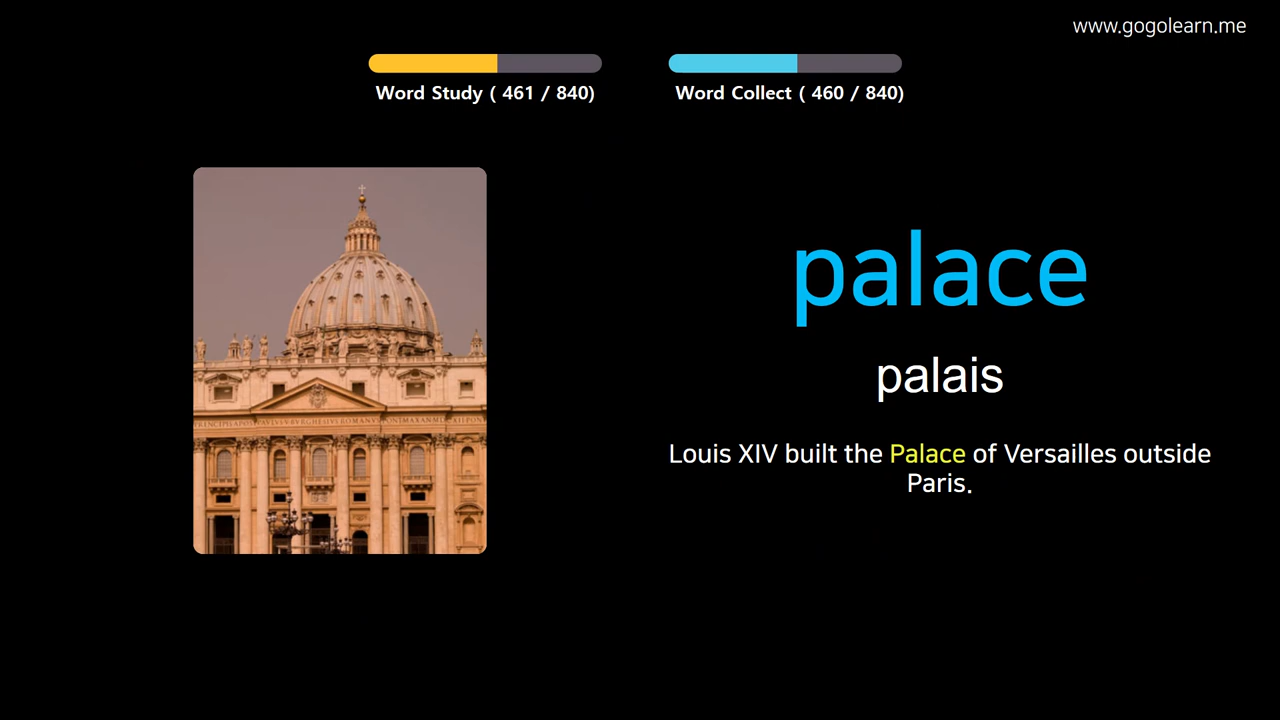 www.gogolearn.me
Word Study ( 461 / 840)
Word Collect ( 460 / 840)
palace
palais
Louis XIV built the Palace of Versailles outside
Paris.